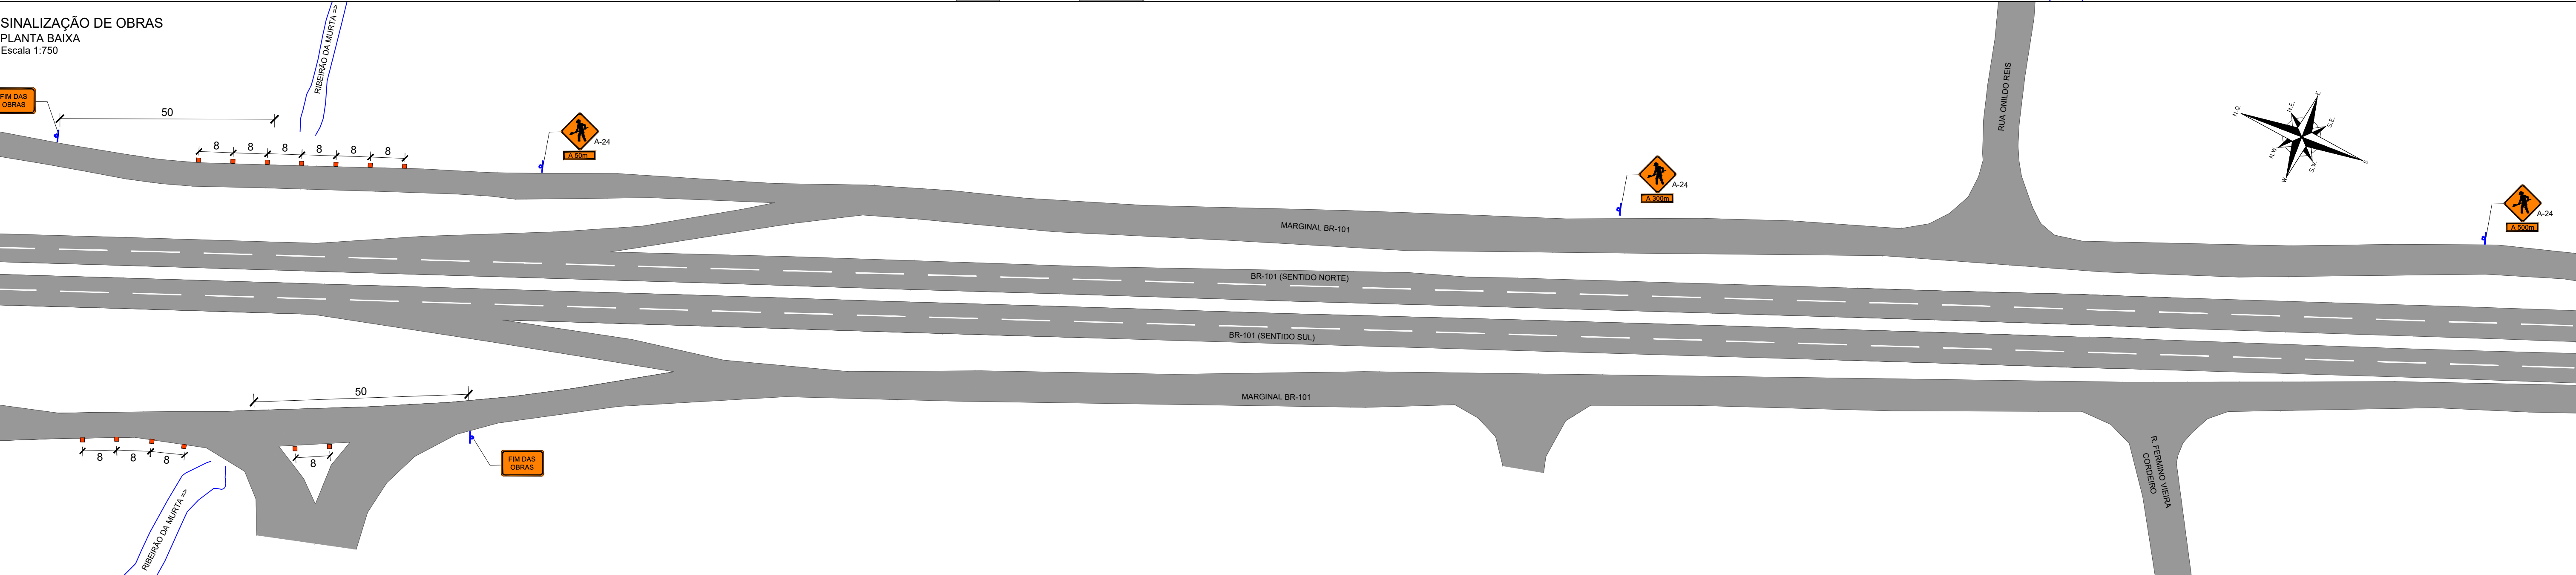 SINALIZAÇÃO DE OBRAS
PLANTA BAIXA
Escala 1:750
RIBEIRÃO DA MURTA =>
FIM DAS
OBRAS
50
8
8
8
8
8
8
A-24
A 50m
A-24
A 300m
A-24
A 500m
RUA ONILDO REIS
N.O.
N.E.
E
S.E.
S
S.W.
W
N.W
MARGINAL BR-101
BR-101 (SENTIDO NORTE)
BR-101 (SENTIDO SUL)
MARGINAL BR-101
50
8
8
8
8
FIM DAS
OBRAS
RIBEIRÃO DA MURTA =>
R. FERMINO VIEIRA
CORDEIRO